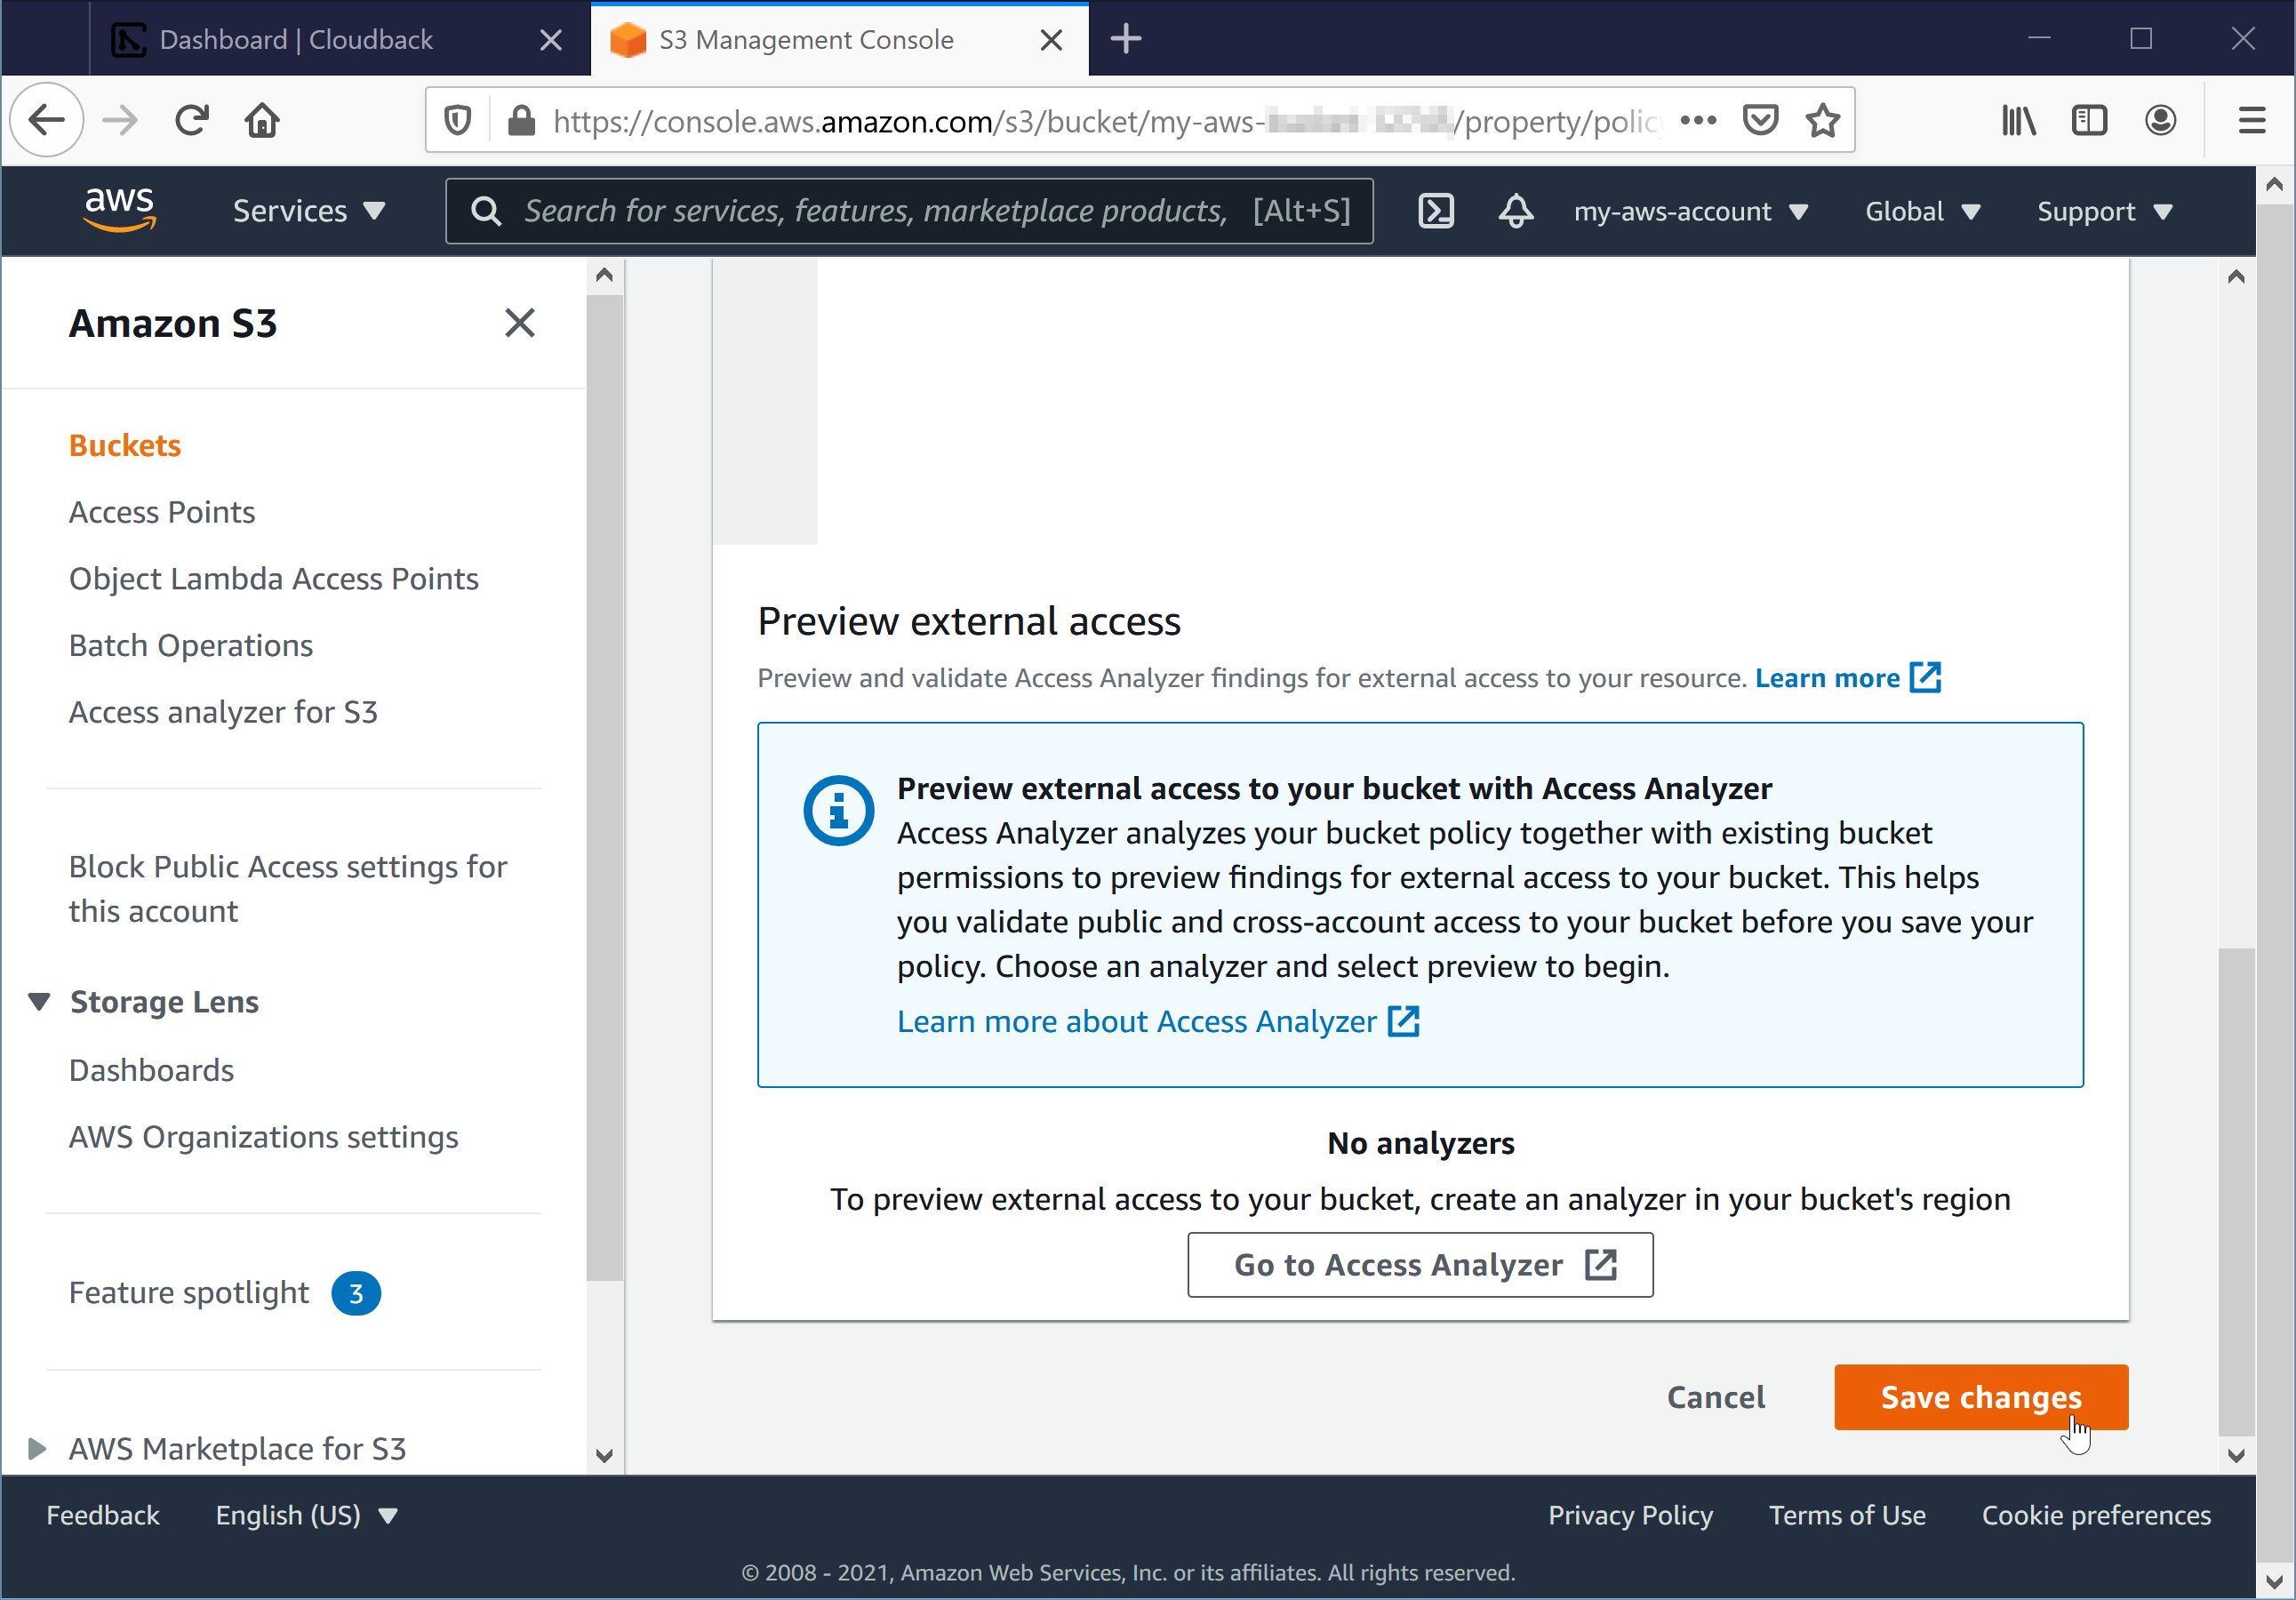 Dashboard | Cloudback
S3 Management Console
https://console.aws.amazon.com/s3/bucket/my-aws-
/property/polic
aws
Services
Search for services, features, marketplace products, [Alt+S]
my-aws-account
Global
Support
Amazon S3
Buckets
Access Points
Object Lambda Access Points
Batch Operations
Access analyzer for S3
Block Public Access settings for
this account
Storage Lens
Dashboards
AWS Organizations settings
Feature spotlight 3
AWS Marketplace for S3
Preview external access
Preview and validate Access Analyzer findings for external access to your resource. Learn more
Preview external access to your bucket with Access Analyzer
Access Analyzer analyzes your bucket policy together with existing bucket
permissions to preview findings for external access to your bucket. This helps
you validate public and cross-account access to your bucket before you save your
policy. Choose an analyzer and select preview to begin.
Learn more about Access Analyzer
No analyzers
To preview external access to your bucket, create an analyzer in your bucket's region
Go to Access Analyzer
Cancel
Save changes
Feedback
English (US)
Privacy Policy
Terms of Use
Cookie preferences
© 2008 - 2021, Amazon Web Services, Inc. or its affiliates. All rights reserved.